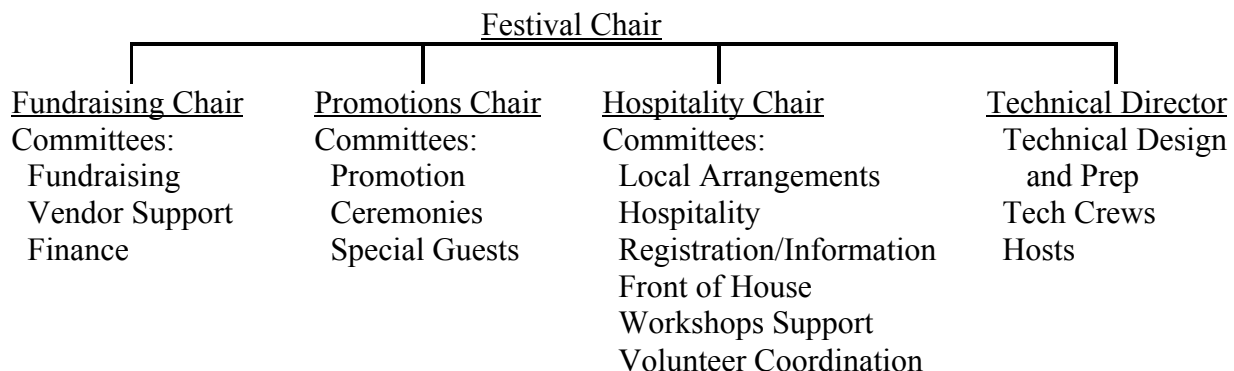 Festival Chair
Fundraising Chair
Committees:
Fundraising
Vendor Support
Finance
Promotions Chair
Committees:
Promotion
Ceremonies
Special Guests
Hospitality Chair
Committees:
Local Arrangements
Hospitality
Registration/Information
Front of House
Workshops Support
Volunteer Coordination
Technical Director
Technical Design
and Prep
Tech Crews
Hosts